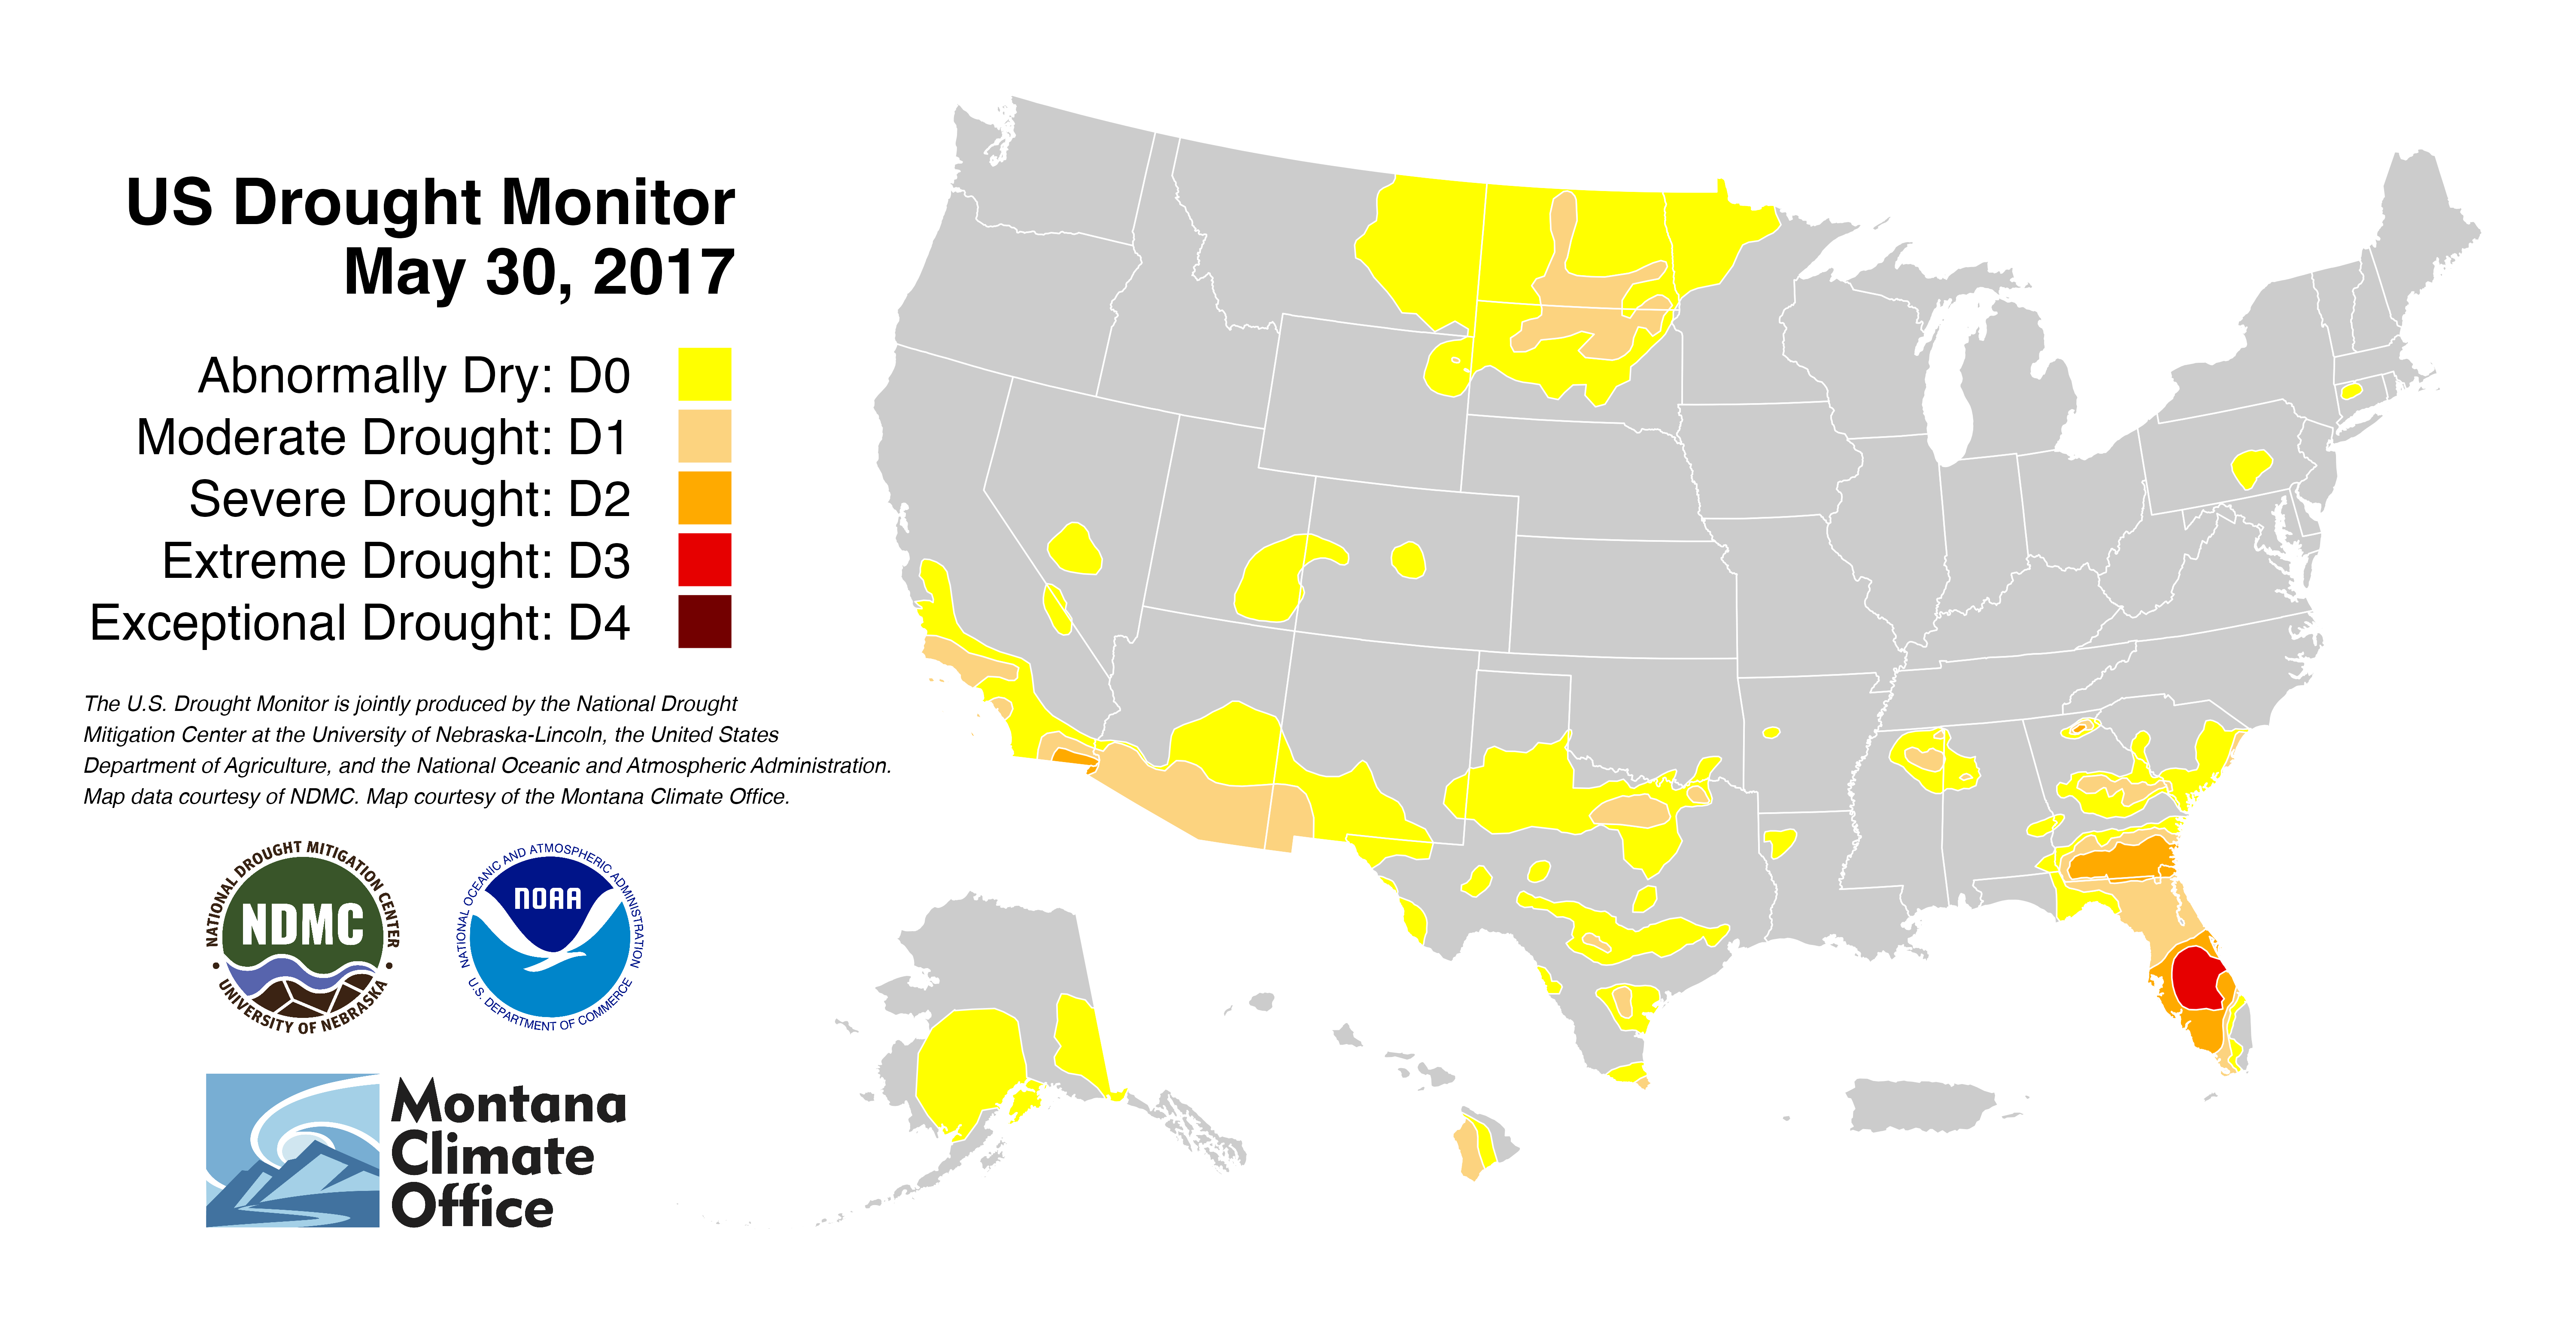 US Drought Monitor
May 30, 2017
Abnormally Dry: D0
Moderate Drought: D1
Severe Drought: D2
Extreme Drought: D3
Exceptional Drought: D4
The U.S. Drought Monitor is jointly produced by the National Drought
Mitigation Center at the University of Nebraska-Lincoln, the United States
Department of Agriculture, and the National Oceanic and Atmospheric Administration.
Map data courtesy of NDMC. Map courtesy of the Montana Climate Office.
NATIONAL DROUGHT MITIGATION CENTER
NDMC
• UNIVERSITY OF NEBRASKA •
NATIONAL OCEANIC AND ATMOSPHERIC ADMINISTRATION
NOAA
U.S. DEPARTMENT OF COMMERCE
Montana
Climate
Office